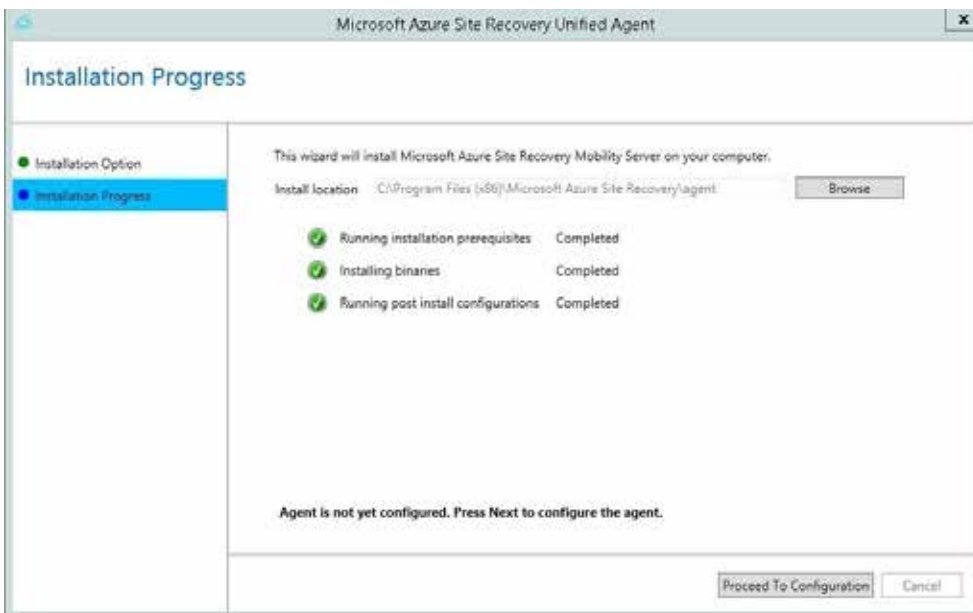 Microsoft Azure Site Recovery Unified Agent
x
Installation Progress
Installation Option
Installation Progress
This wizard will install Microsoft Azure Site Recovery Mobility Server on your computer.
Install location C:\Program Files (x86)\Microsoft Azure Site Recovery\agent Browse
Running installation prerequisites Completed
Installing binaries Completed
Running post install configurations Completed
Agent is not yet configured. Press Next to configure the agent.
Proceed To Configuration Cancel